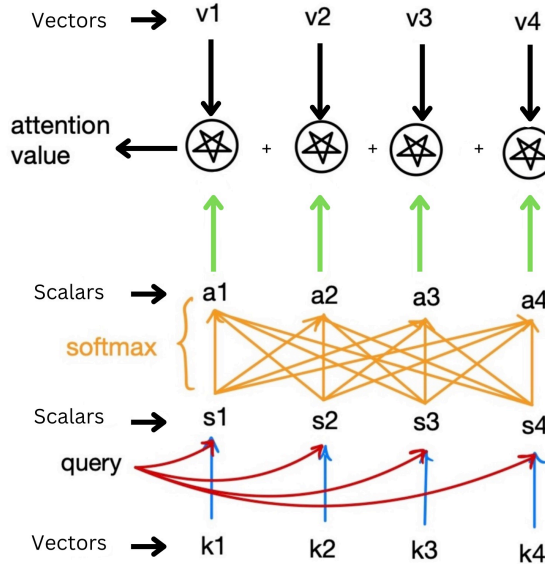 Vectors v1 v2 v3 v4
attention
value + + +
Scalars a1 a2 a3 a4
softmax
Scalars s1 s2 s3 s4
query
Vectors k1 k2 k3 k4